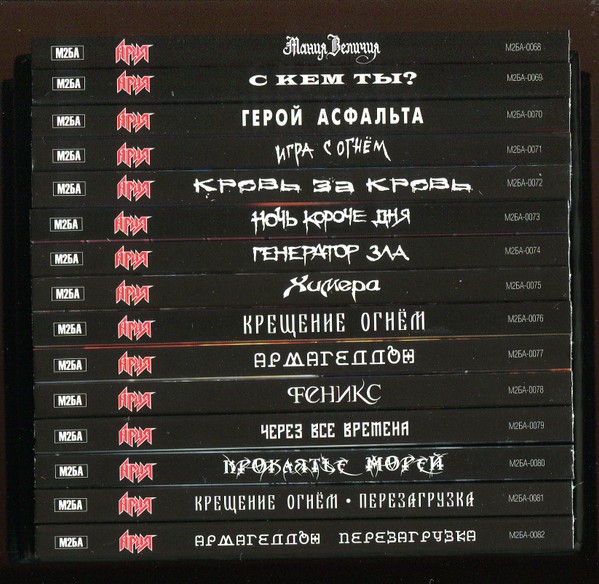 М2БА АРИЯ Мания Величия М2БА-0068
М2БА АРИЯ С КЕМ ТЫ? М2БА-0069
М2БА АРИЯ ГЕРОЙ АСФАЛЬТА М2БА-0070
М2БА АРИЯ ИГРА С ОГНЁМ М2БА-0071
М2БА АРИЯ КРОВЬ ЗА КРОВЬ М2БА-0072
М2БА АРИЯ НОЧЬ КОРОЧЕ ДНЯ М2БА-0073
М2БА АРИЯ ГЕНЕРАТОР ЗЛА М2БА-0074
М2БА АРИЯ Химера М2БА-0075
М2БА АРИЯ КРЕЩЕНИЕ ОГНЁМ М2БА-0076
М2БА АРИЯ АРМАГЕДДОН М2БА-0077
М2БА АРИЯ FЕНИКС М2БА-0078
М2БА АРИЯ ЧЕРЕЗ ВСЕ ВРЕМЕНА М2БА-0079
М2БА АРИЯ ПРОКЛЯТЬЕ МОРЕЙ М2БА-0080
М2БА АРИЯ КРЕЩЕНИЕ ОГНЁМ • ПЕРЕЗАГРУЗКА М2БА-0081
М2БА АРИЯ АРМАГЕДДОН ПЕРЕЗАГРУЗКА М2БА-0082